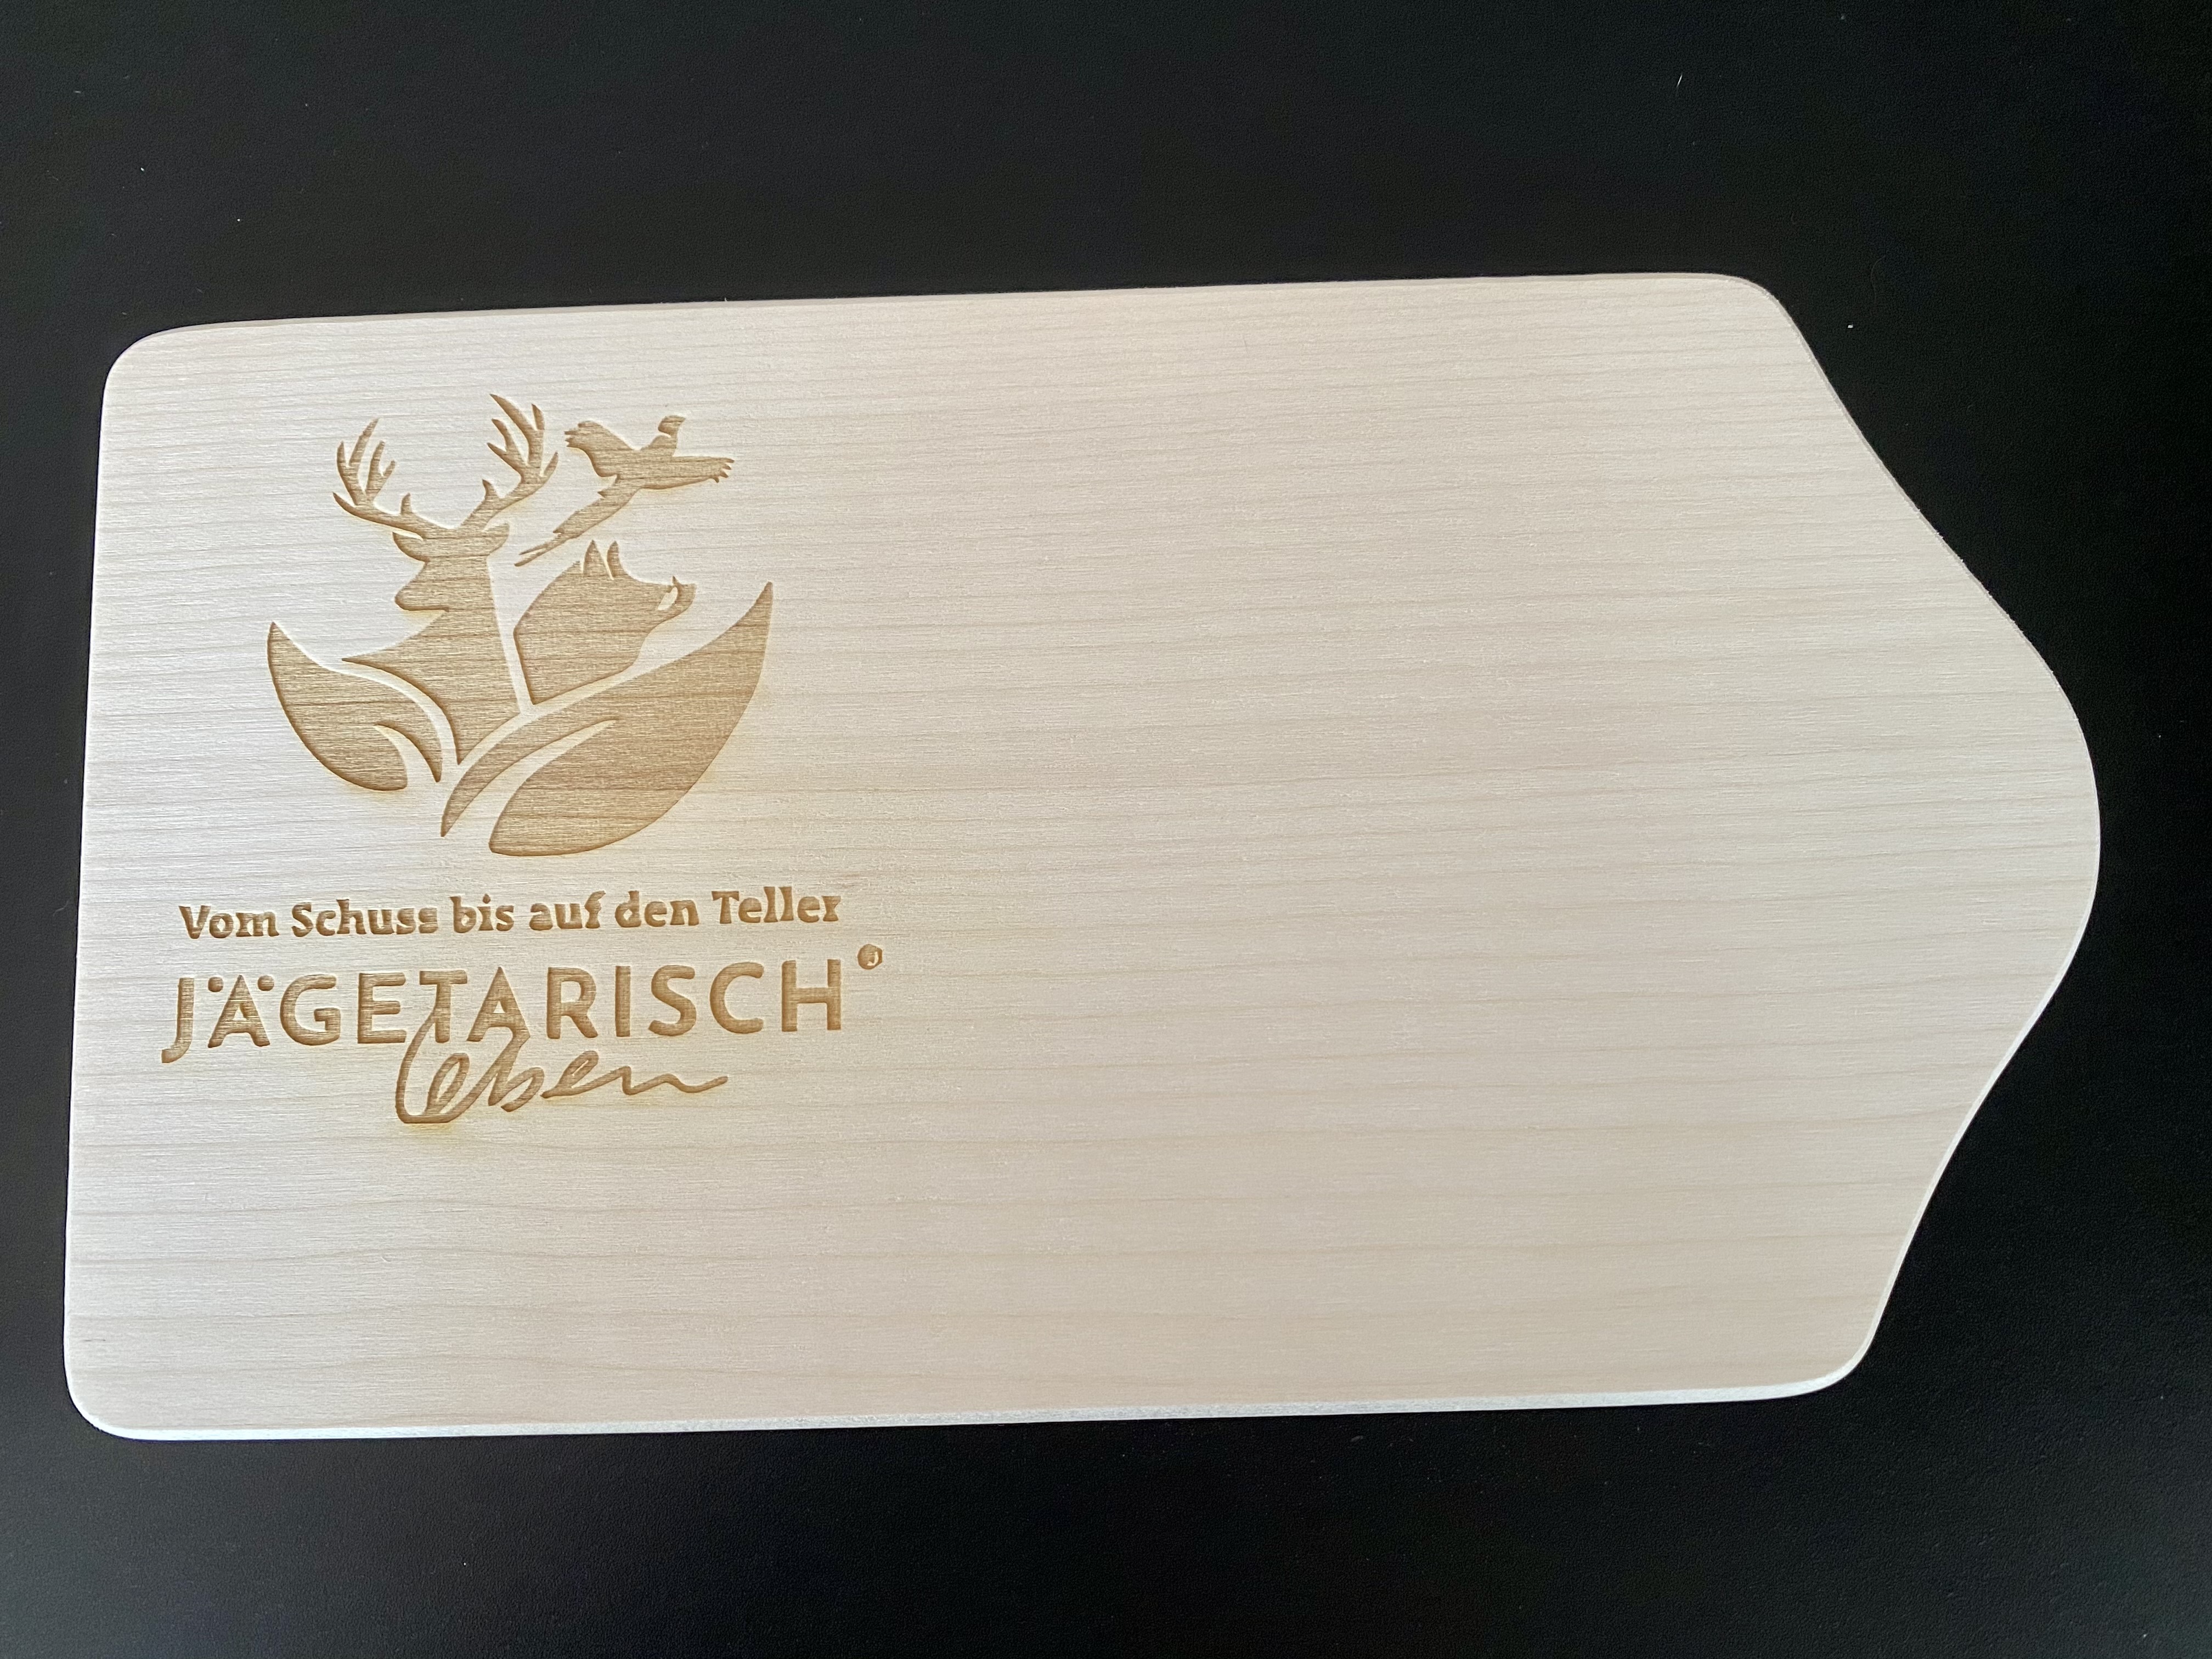 Vom Schuss bis auf den Teller
JÄGETARISCH®
leben